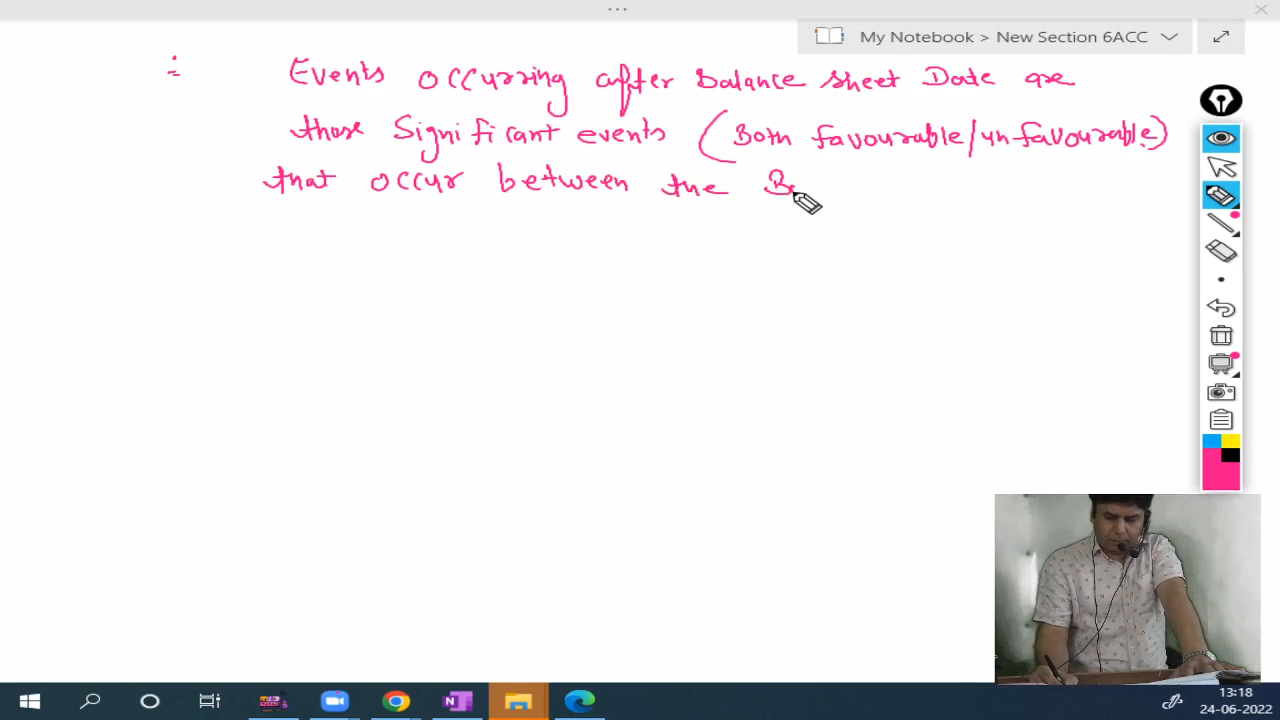 My Notebook > New Section 6ACC
Events occurring after Balance sheet Date are
those significant events (Both favourable/unfavourable)
that occur between the B
13:18
24-06-2022